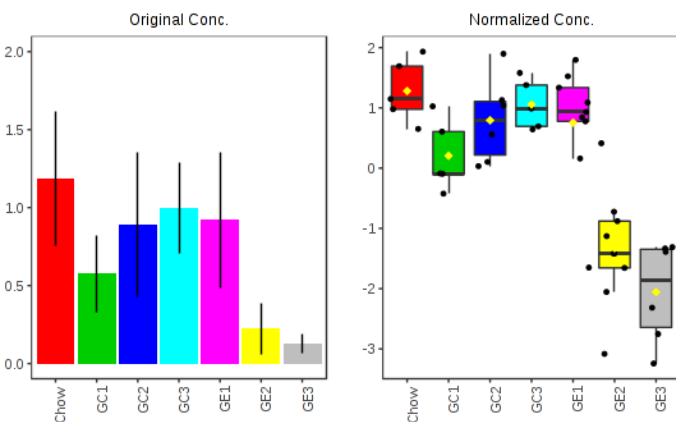 Original Conc.
2.0
1.5
1.0
0.5
0.0
Chow
GC1
GC2
GC3
GE1
GE2
GE3
Normalized Conc.
2
1
0
-1
-2
-3
Chow
GC1
GC2
GC3
GE1
GE2
GE3